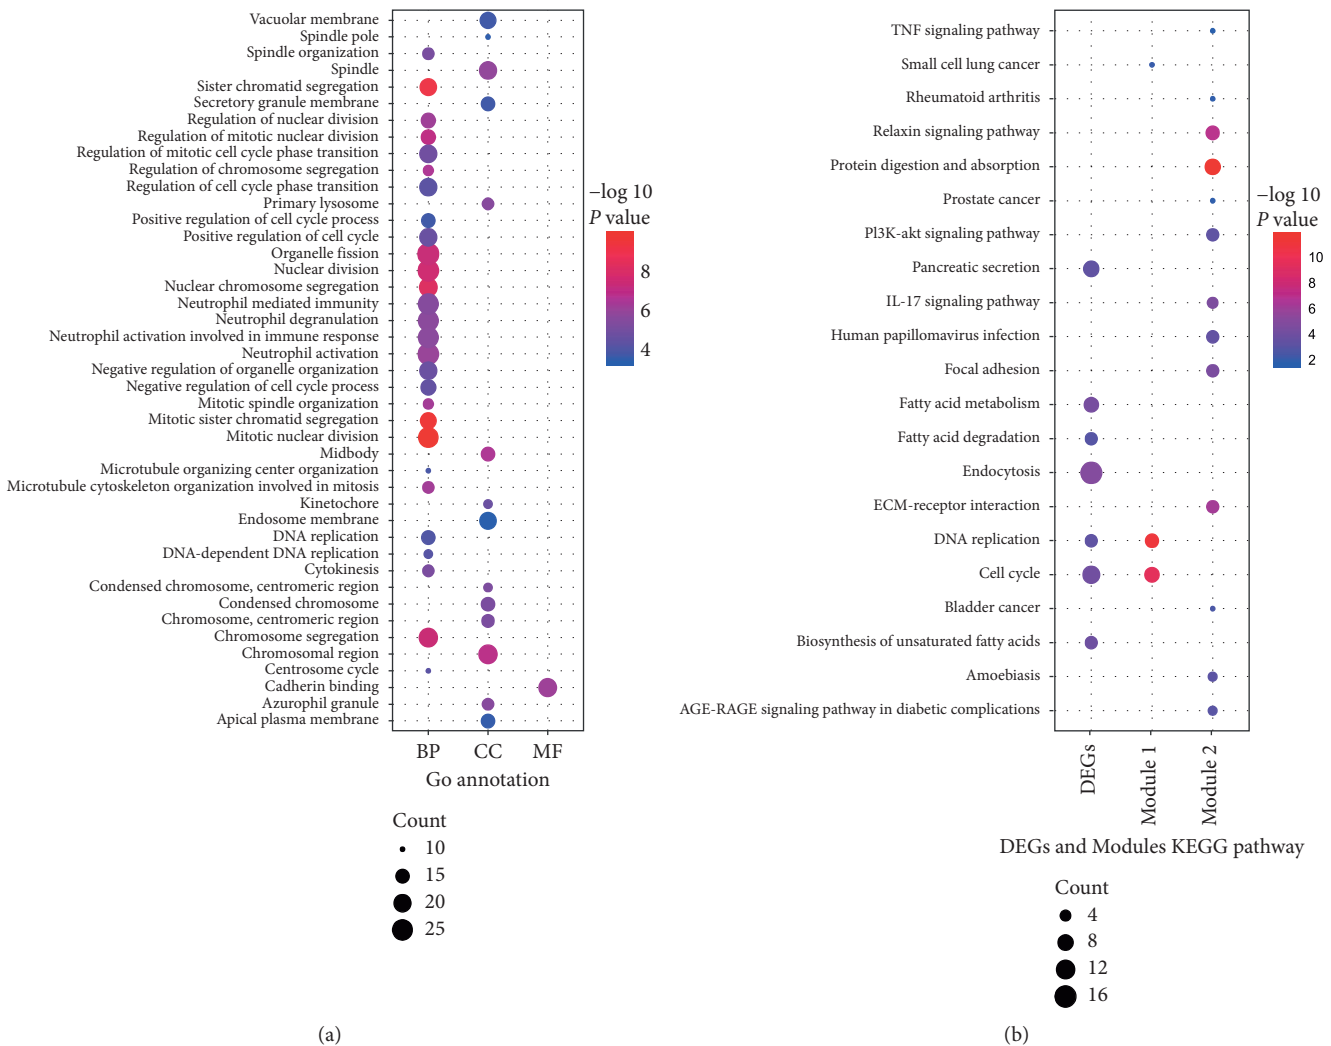 Vacuolar membrane
Spindle pole
Spindle organization
Spindle
Sister chromatid segregation
Secretory granule membrane
Regulation of nuclear division
Regulation of mitotic nuclear division
Regulation of mitotic cell cycle phase transition
Regulation of chromosome segregation
Regulation of cell cycle phase transition
Primary lysosome
Positive regulation of cell cycle process
Positive regulation of cell cycle
Organelle fission
Nuclear division
Nuclear chromosome segregation
Neutrophil mediated immunity
Neutrophil degranulation
Neutrophil activation involved in immune response
Neutrophil activation
Negative regulation of organelle organization
Negative regulation of cell cycle process
Mitotic spindle organization
Mitotic sister chromatid segregation
Mitotic nuclear division
Midbody
Microtubule organizing center organization
Microtubule cytoskeleton organization involved in mitosis
Kinetochore
Endosome membrane
DNA replication
DNA-dependent DNA replication
Cytokinesis
Condensed chromosome, centromeric region
Condensed chromosome
Chromosome, centromeric region
Chromosome segregation
Chromosomal region
Centrosome cycle
Cadherin binding
Azurophil granule
Apical plasma membrane
BP CC MF
Go annotation
−log 10
P value
8
6
4
Count
10
15
20
25
(a)
TNF signaling pathway
Small cell lung cancer
Rheumatoid arthritis
Relaxin signaling pathway
Protein digestion and absorption
Prostate cancer
Pl3K-akt signaling pathway
Pancreatic secretion
IL-17 signaling pathway
Human papillomavirus infection
Focal adhesion
Fatty acid metabolism
Fatty acid degradation
Endocytosis
ECM-receptor interaction
DNA replication
Cell cycle
Bladder cancer
Biosynthesis of unsaturated fatty acids
Amoebiasis
AGE-RAGE signaling pathway in diabetic complications
DEGs
Module 1
Module 2
DEGs and Modules KEGG pathway
−log 10
P value
10
8
6
4
2
Count
4
8
12
16
(b)